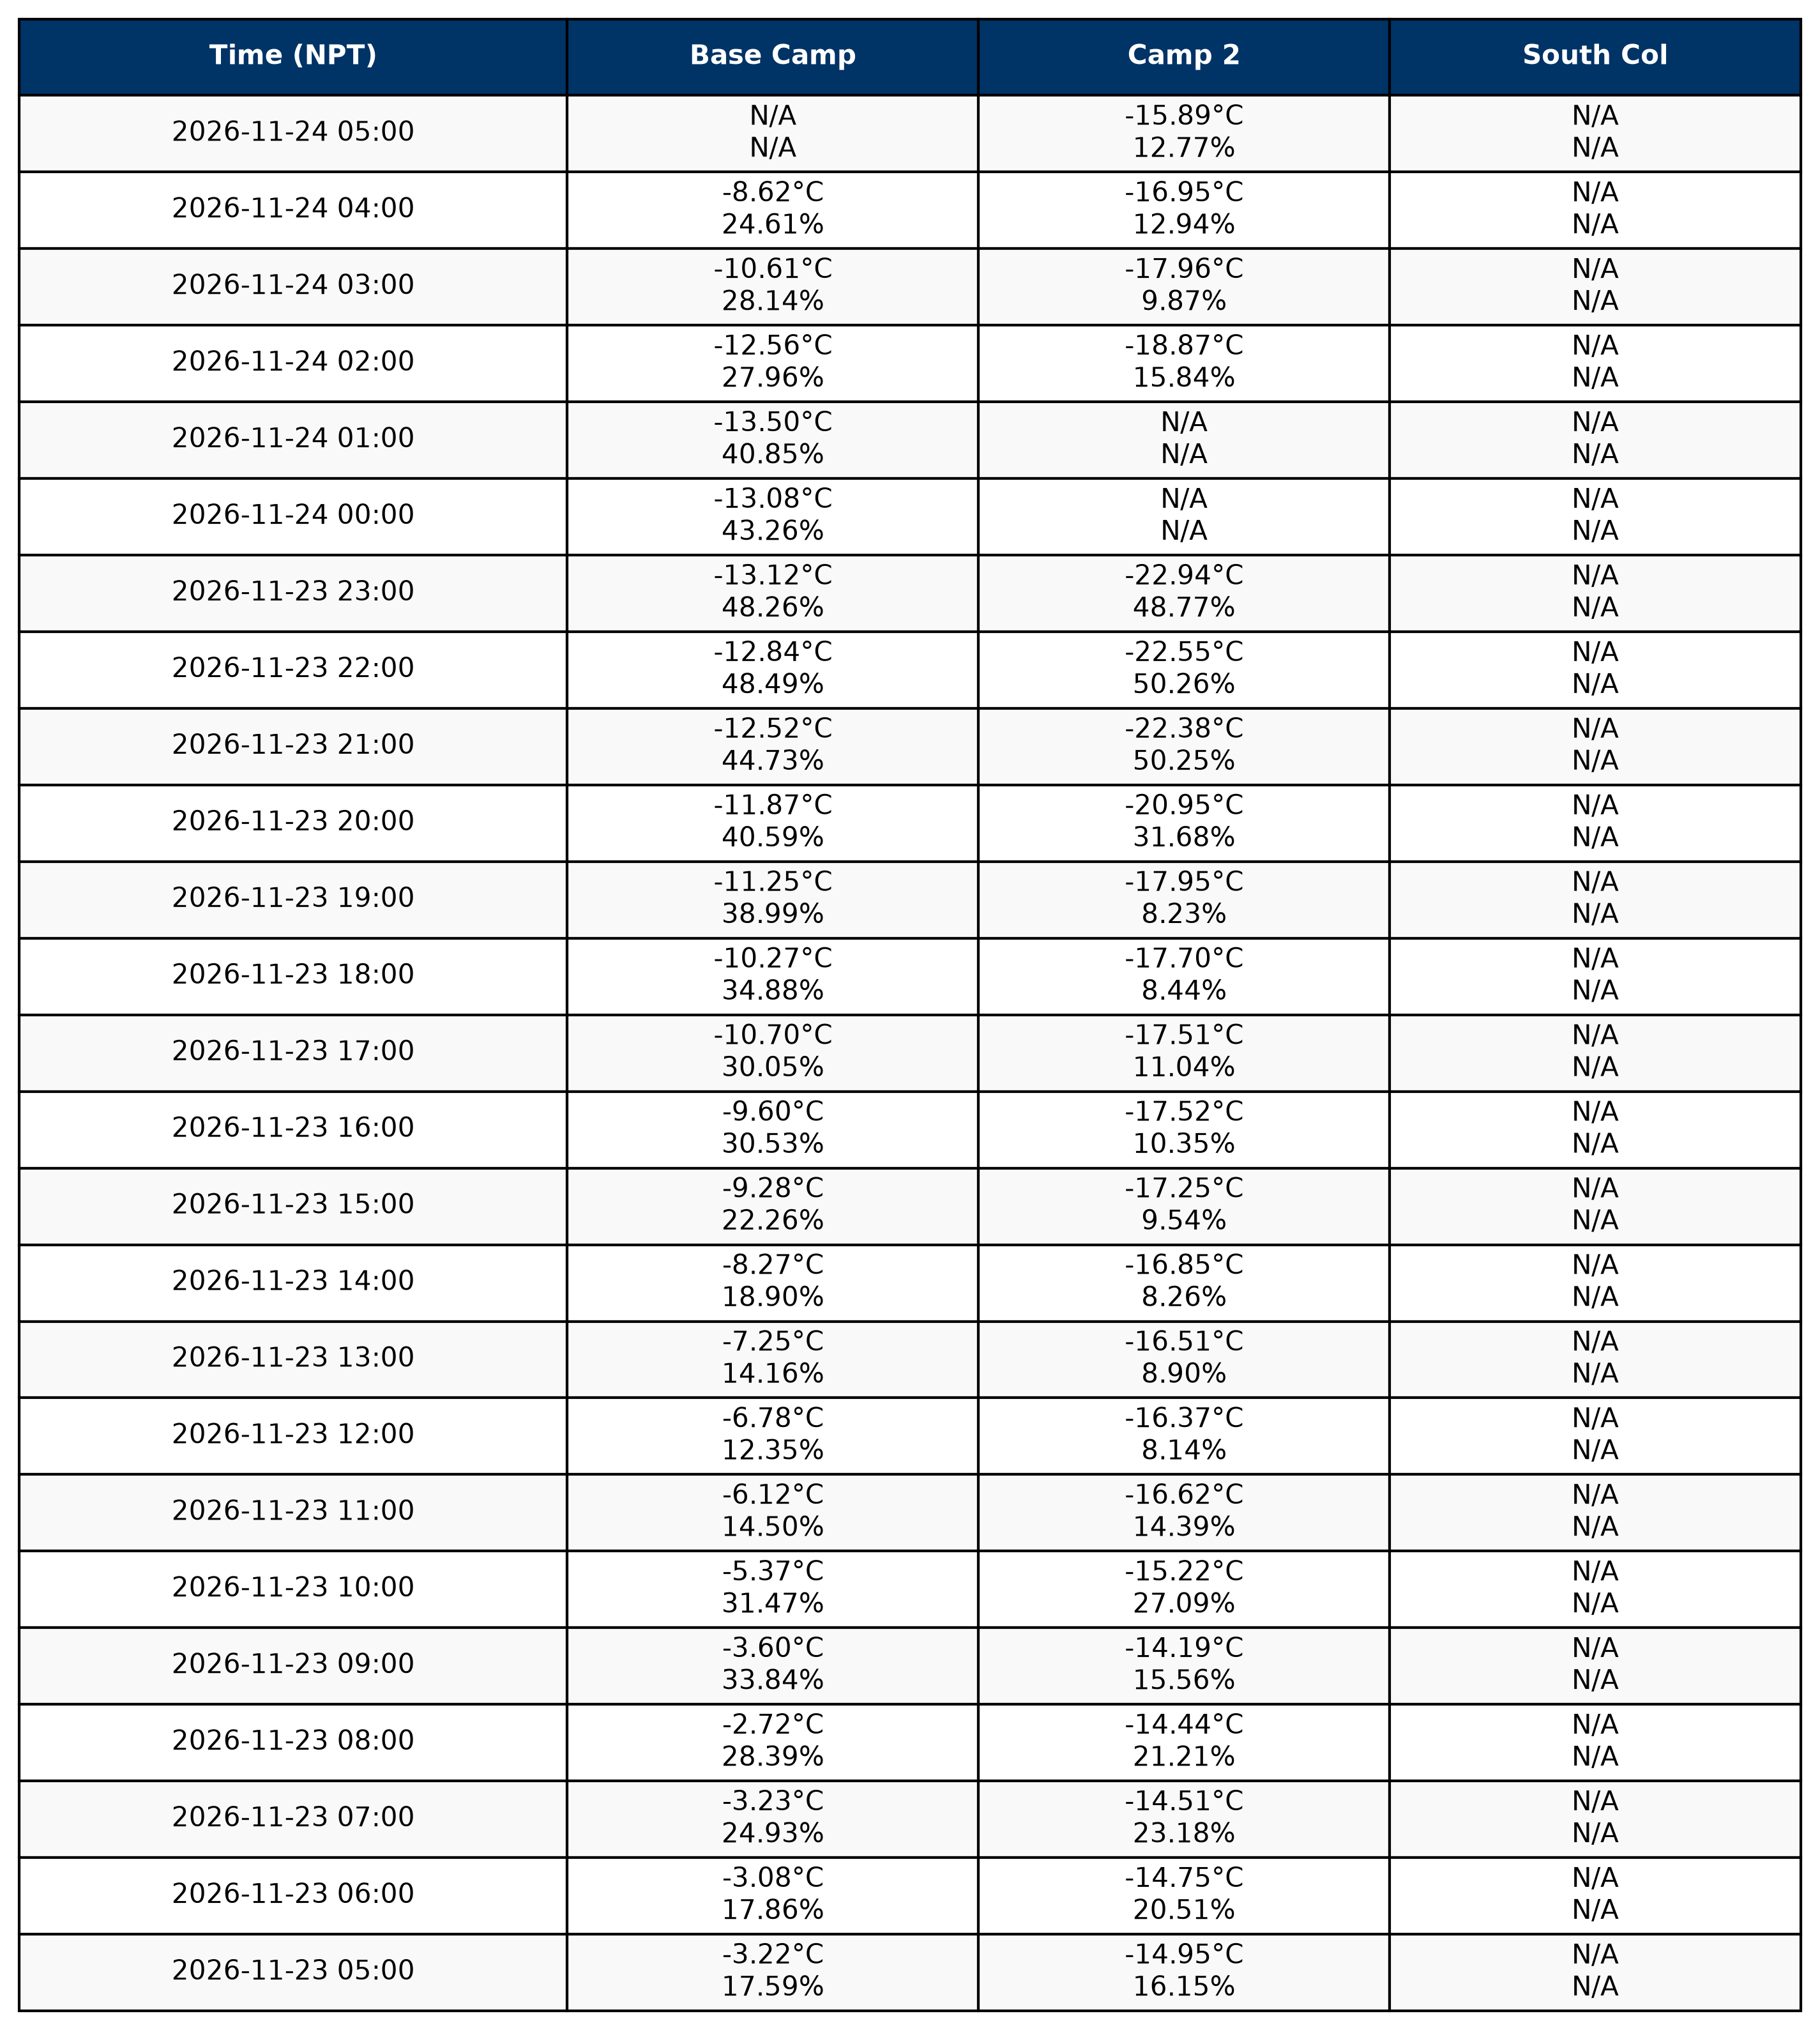 Time (NPT) Base Camp Camp 2 South Col
2026-11-24 05:00 N/A -15.89°C N/A
N/A 12.77% N/A
2026-11-24 04:00 -8.62°C -16.95°C N/A
24.61% 12.94% N/A
2026-11-24 03:00 -10.61°C -17.96°C N/A
28.14% 9.87% N/A
2026-11-24 02:00 -12.56°C -18.87°C N/A
27.96% 15.84% N/A
2026-11-24 01:00 -13.50°C N/A N/A
40.85% N/A N/A
2026-11-24 00:00 -13.08°C N/A N/A
43.26% N/A N/A
2026-11-23 23:00 -13.12°C -22.94°C N/A
48.26% 48.77% N/A
2026-11-23 22:00 -12.84°C -22.55°C N/A
48.49% 50.26% N/A
2026-11-23 21:00 -12.52°C -22.38°C N/A
44.73% 50.25% N/A
2026-11-23 20:00 -11.87°C -20.95°C N/A
40.59% 31.68% N/A
2026-11-23 19:00 -11.25°C -17.95°C N/A
38.99% 8.23% N/A
2026-11-23 18:00 -10.27°C -17.70°C N/A
34.88% 8.44% N/A
2026-11-23 17:00 -10.70°C -17.51°C N/A
30.05% 11.04% N/A
2026-11-23 16:00 -9.60°C -17.52°C N/A
30.53% 10.35% N/A
2026-11-23 15:00 -9.28°C -17.25°C N/A
22.26% 9.54% N/A
2026-11-23 14:00 -8.27°C -16.85°C N/A
18.90% 8.26% N/A
2026-11-23 13:00 -7.25°C -16.51°C N/A
14.16% 8.90% N/A
2026-11-23 12:00 -6.78°C -16.37°C N/A
12.35% 8.14% N/A
2026-11-23 11:00 -6.12°C -16.62°C N/A
14.50% 14.39% N/A
2026-11-23 10:00 -5.37°C -15.22°C N/A
31.47% 27.09% N/A
2026-11-23 09:00 -3.60°C -14.19°C N/A
33.84% 15.56% N/A
2026-11-23 08:00 -2.72°C -14.44°C N/A
28.39% 21.21% N/A
2026-11-23 07:00 -3.23°C -14.51°C N/A
24.93% 23.18% N/A
2026-11-23 06:00 -3.08°C -14.75°C N/A
17.86% 20.51% N/A
2026-11-23 05:00 -3.22°C -14.95°C N/A
17.59% 16.15% N/A